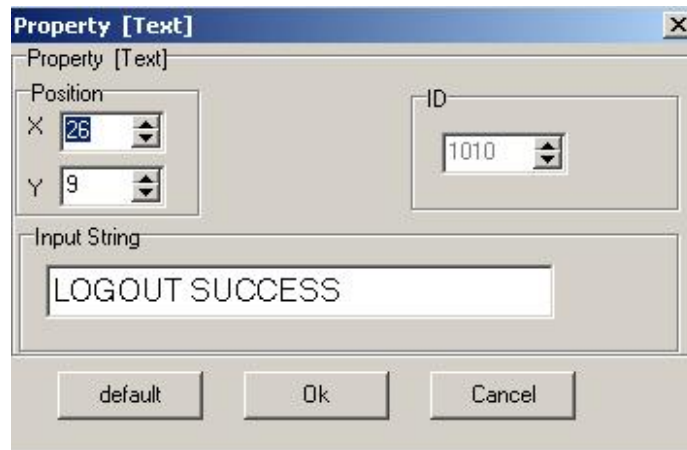 Property [Text]
Property [Text]
Position
X 26
Y 9
ID
1010
Input String
LOGOUT SUCCESS
default Ok Cancel